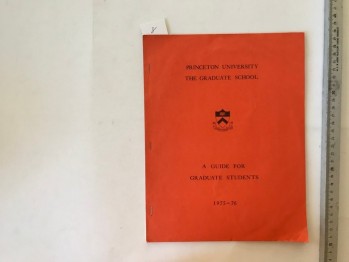 PRINCETON UNIVERSITY
THE GRADUATE SCHOOL
A GUIDE FOR
GRADUATE STUDENTS